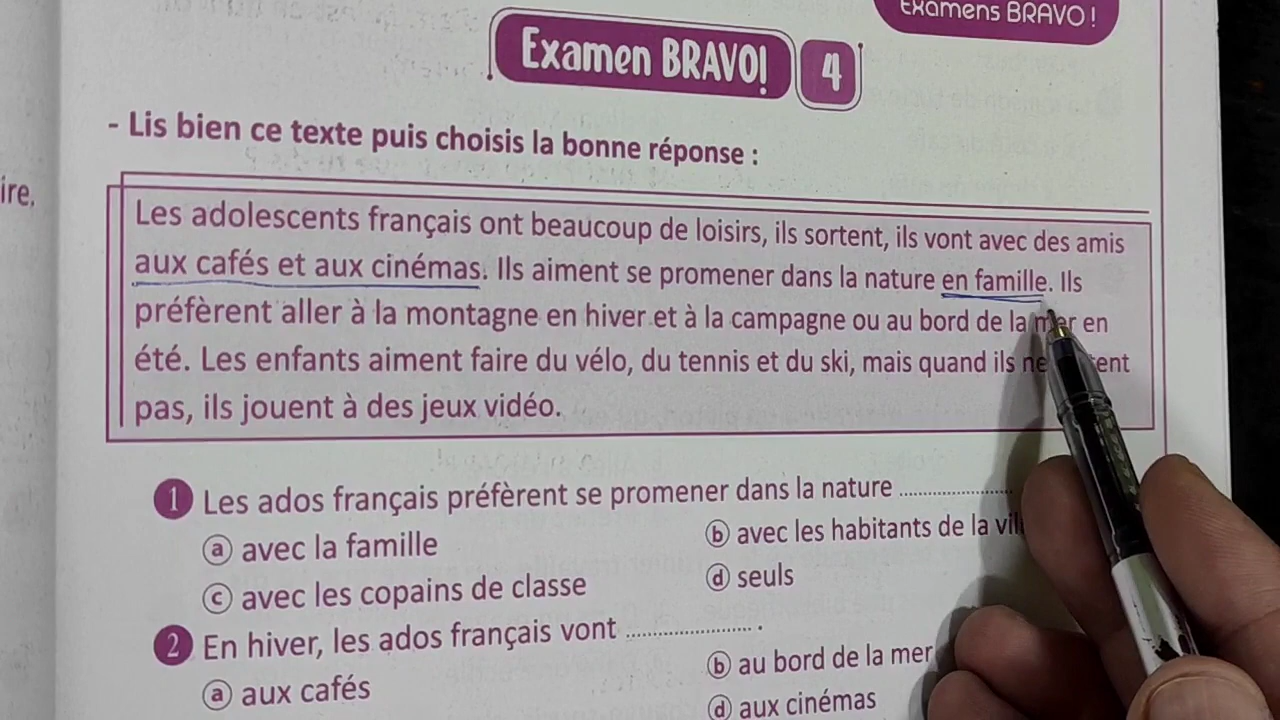 Examens BRAVO !
Examen BRAVO! 4
- Lis bien ce texte puis choisis la bonne réponse :
ire.
Les adolescents français ont beaucoup de loisirs, ils sortent, ils vont avec des amis
aux cafés et aux cinémas. Ils aiment se promener dans la nature en famille. Ils
préfèrent aller à la montagne en hiver et à la campagne ou au bord de la mer en
été. Les enfants aiment faire du vélo, du tennis et du ski, mais quand ils ne
pas, ils jouent à des jeux vidéo.
1 Les ados français préfèrent se promener dans la nature ......................
a avec la famille
b avec les habitants de la
c avec les copains de classe
d seuls
2 En hiver, les ados français vont ...................... .
a aux cafés
b au bord de la mer
d aux cinémas